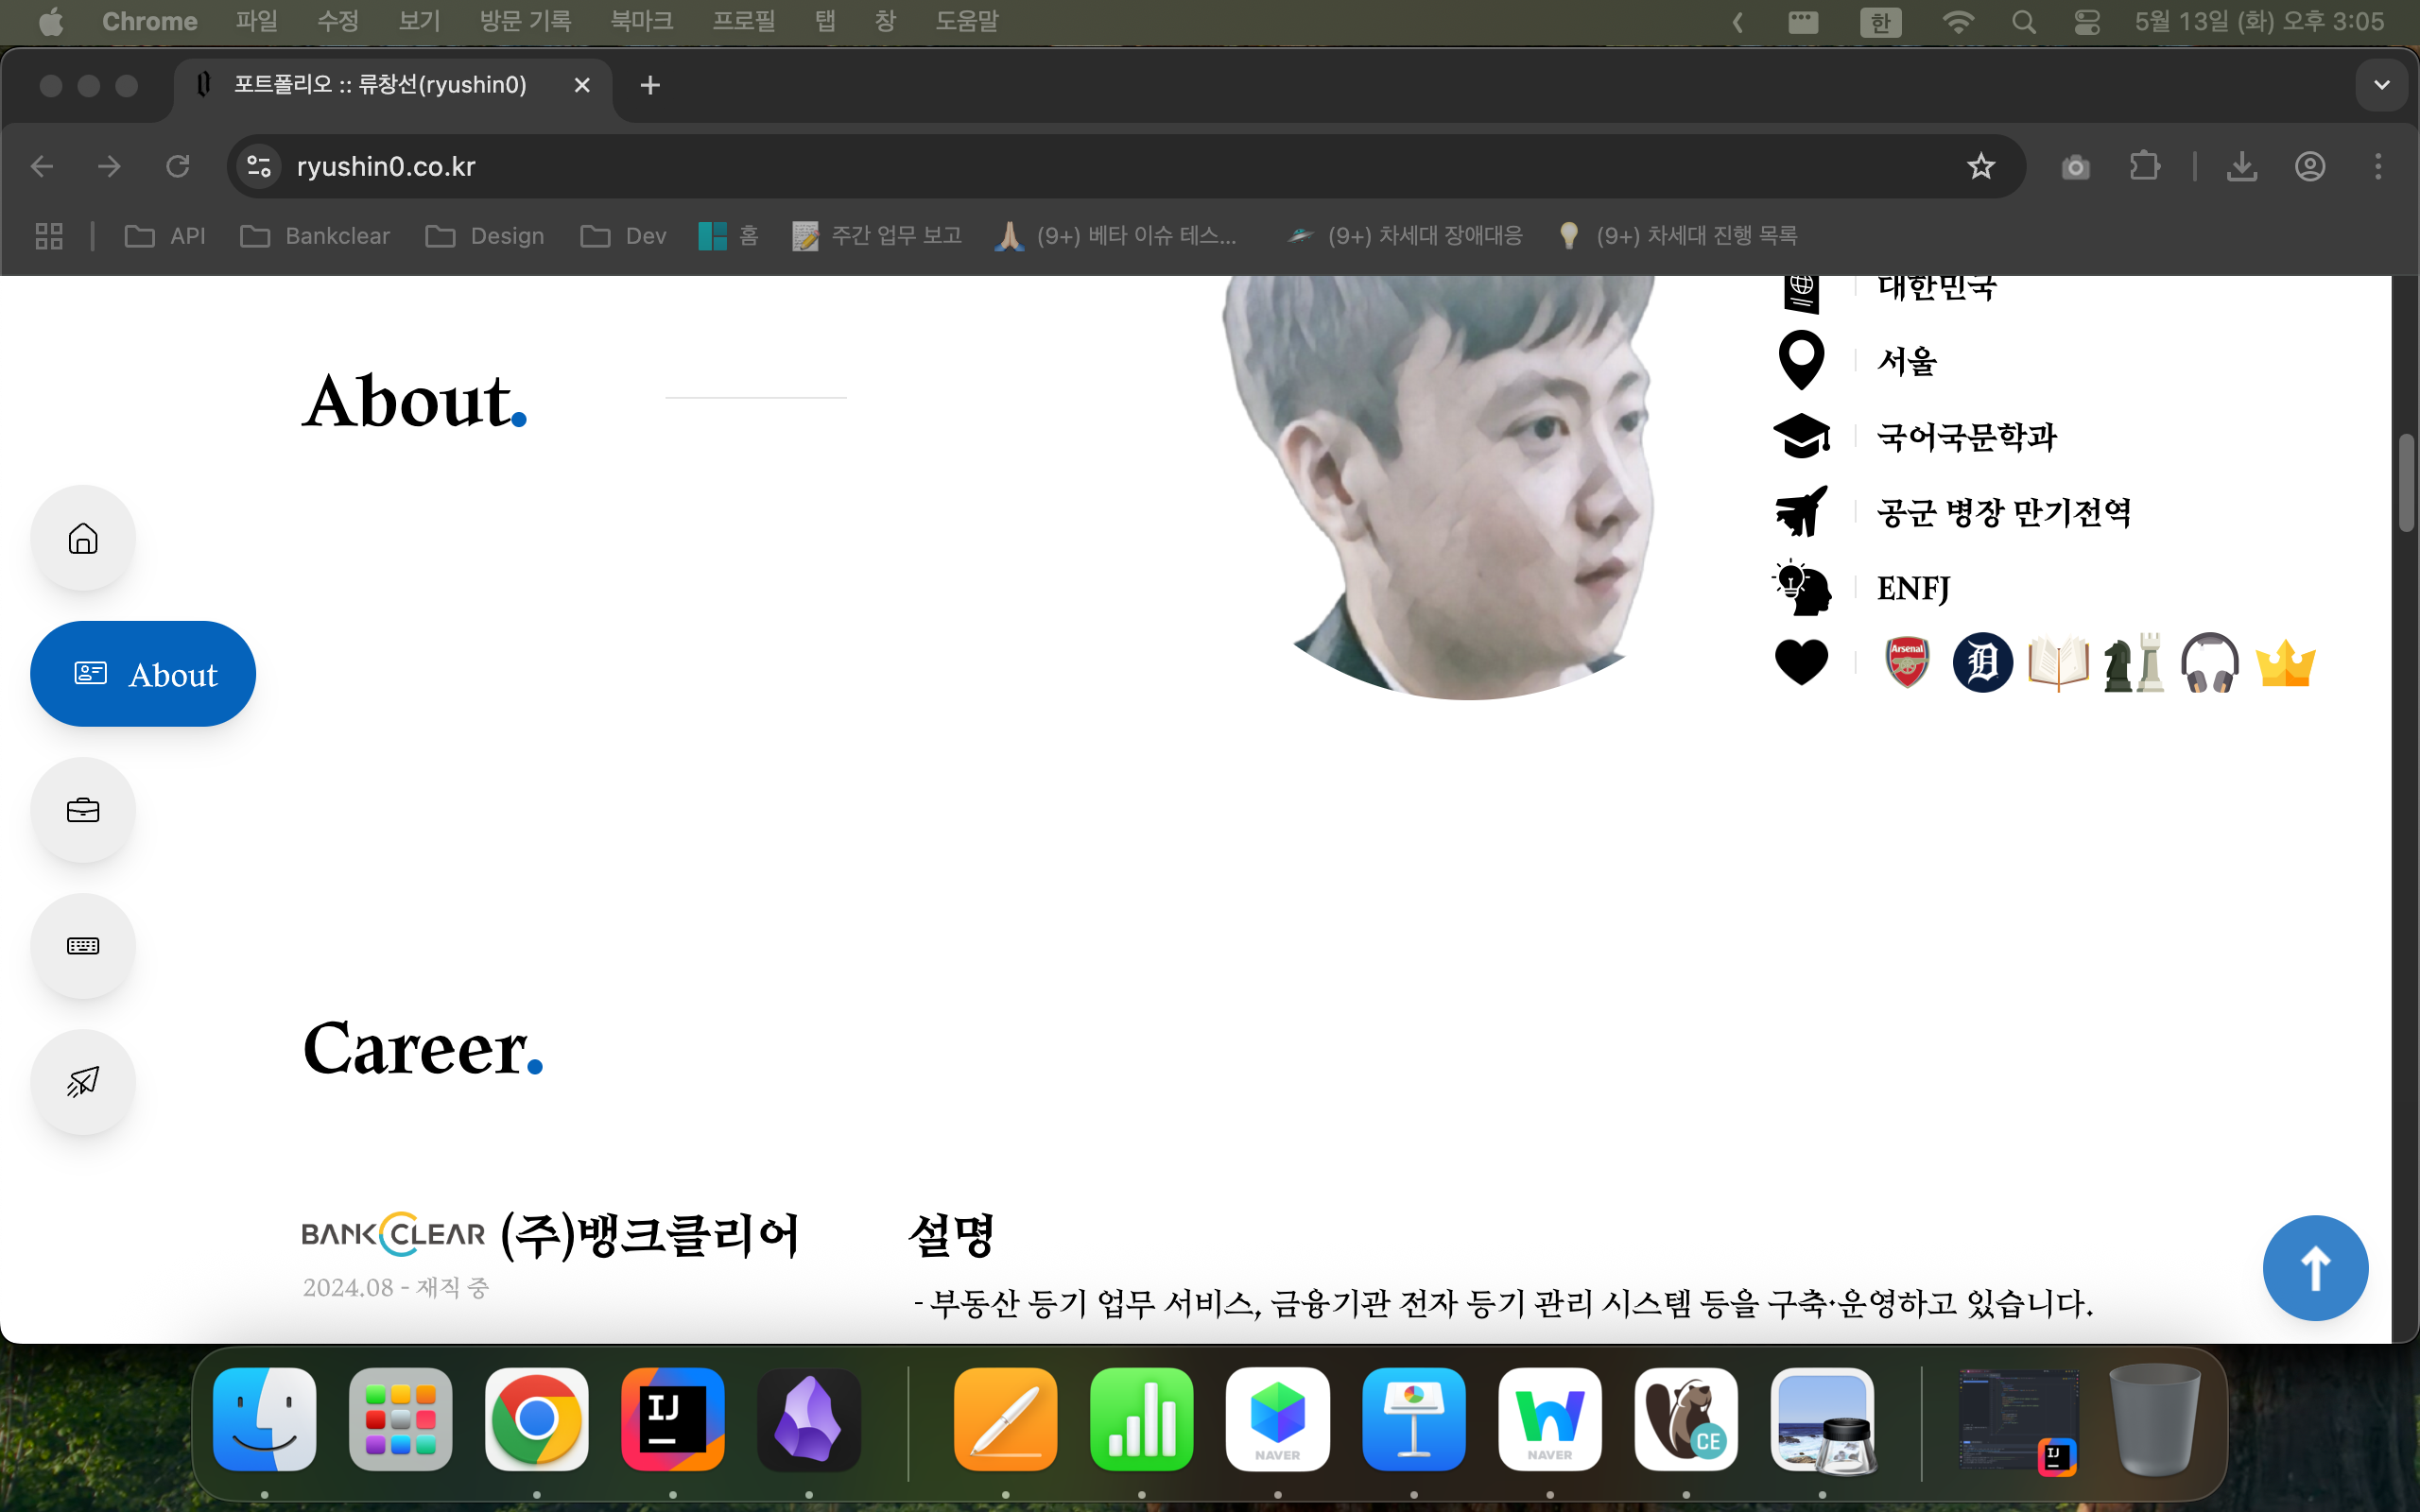 Chrome 파일 수정 보기 방문 기록 북마크 프로필 탭 창 도움말 한 5월 13일 (화) 오후 3:05
포트폴리오 :: 류창선(ryushin0)
ryushin0.co.kr
API Bankclear Design Dev 홈 주간 업무 보고 (9+) 베타 이슈 테스... (9+) 차세대 장애대응 (9+) 차세대 진행 목록
대한민국
About.
서울
국어국문학과
공군 병장 만기전역
ENFJ
Arsenal
About
Career.
BANKCLEAR (주)뱅크클리어
2024.08 - 재직 중
설명
- 부동산 등기 업무 서비스, 금융기관 전자 등기 관리 시스템 등을 구축·운영하고 있습니다.
IJ NAVER NAVER CE IJ